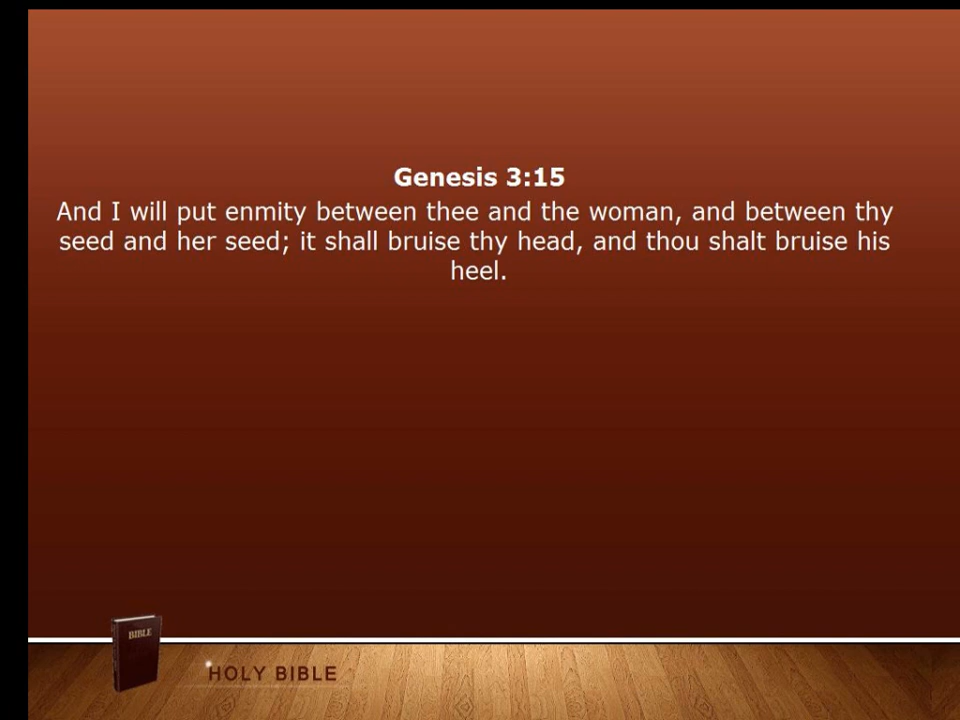 Genesis 3:15
And I will put enmity between thee and the woman, and between thy
seed and her seed; it shall bruise thy head, and thou shalt bruise his
heel.
BIBLE
HOLY BIBLE